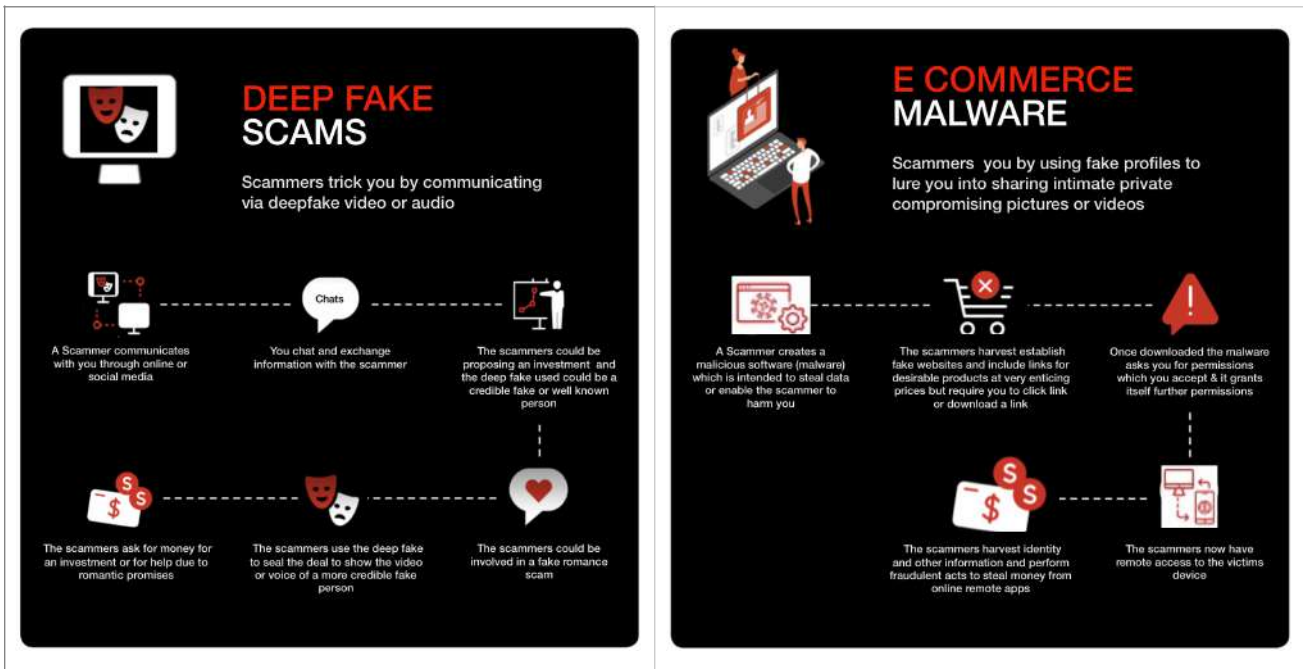 DEEP FAKE
SCAMS
Scammers trick you by communicating
via deepfake video or audio
A Scammer communicates
with you through online or
social media
Chats
You chat and exchange
information with the scammer
The scammers could be
proposing an investment and
the deep fake used could be a
credible fake or well known
person
The scammers ask for money for
an investment or for help due to
romantic promises
$
S
S
The scammers use the deep fake
to seal the deal to show the video
or voice of a more credible fake
person
The scammers could be
involved in a fake romance
scam
E COMMERCE
MALWARE
Scammers you by using fake profiles to
lure you into sharing intimate private
compromising pictures or videos
A Scammer creates a
malicious software (malware)
which is intended to steal data
or enable the scammer to
harm you
The scammers harvest establish
fake websites and include links for
desirable products at very enticing
prices but require you to click link
or download a link
!
Once downloaded the malware
asks you for permissions
which you accept & it grants
itself further permissions
$
S
S
The scammers harvest identity
and other information and perform
fraudulent acts to steal money from
online remote apps
The scammers now have
remote access to the victims
device